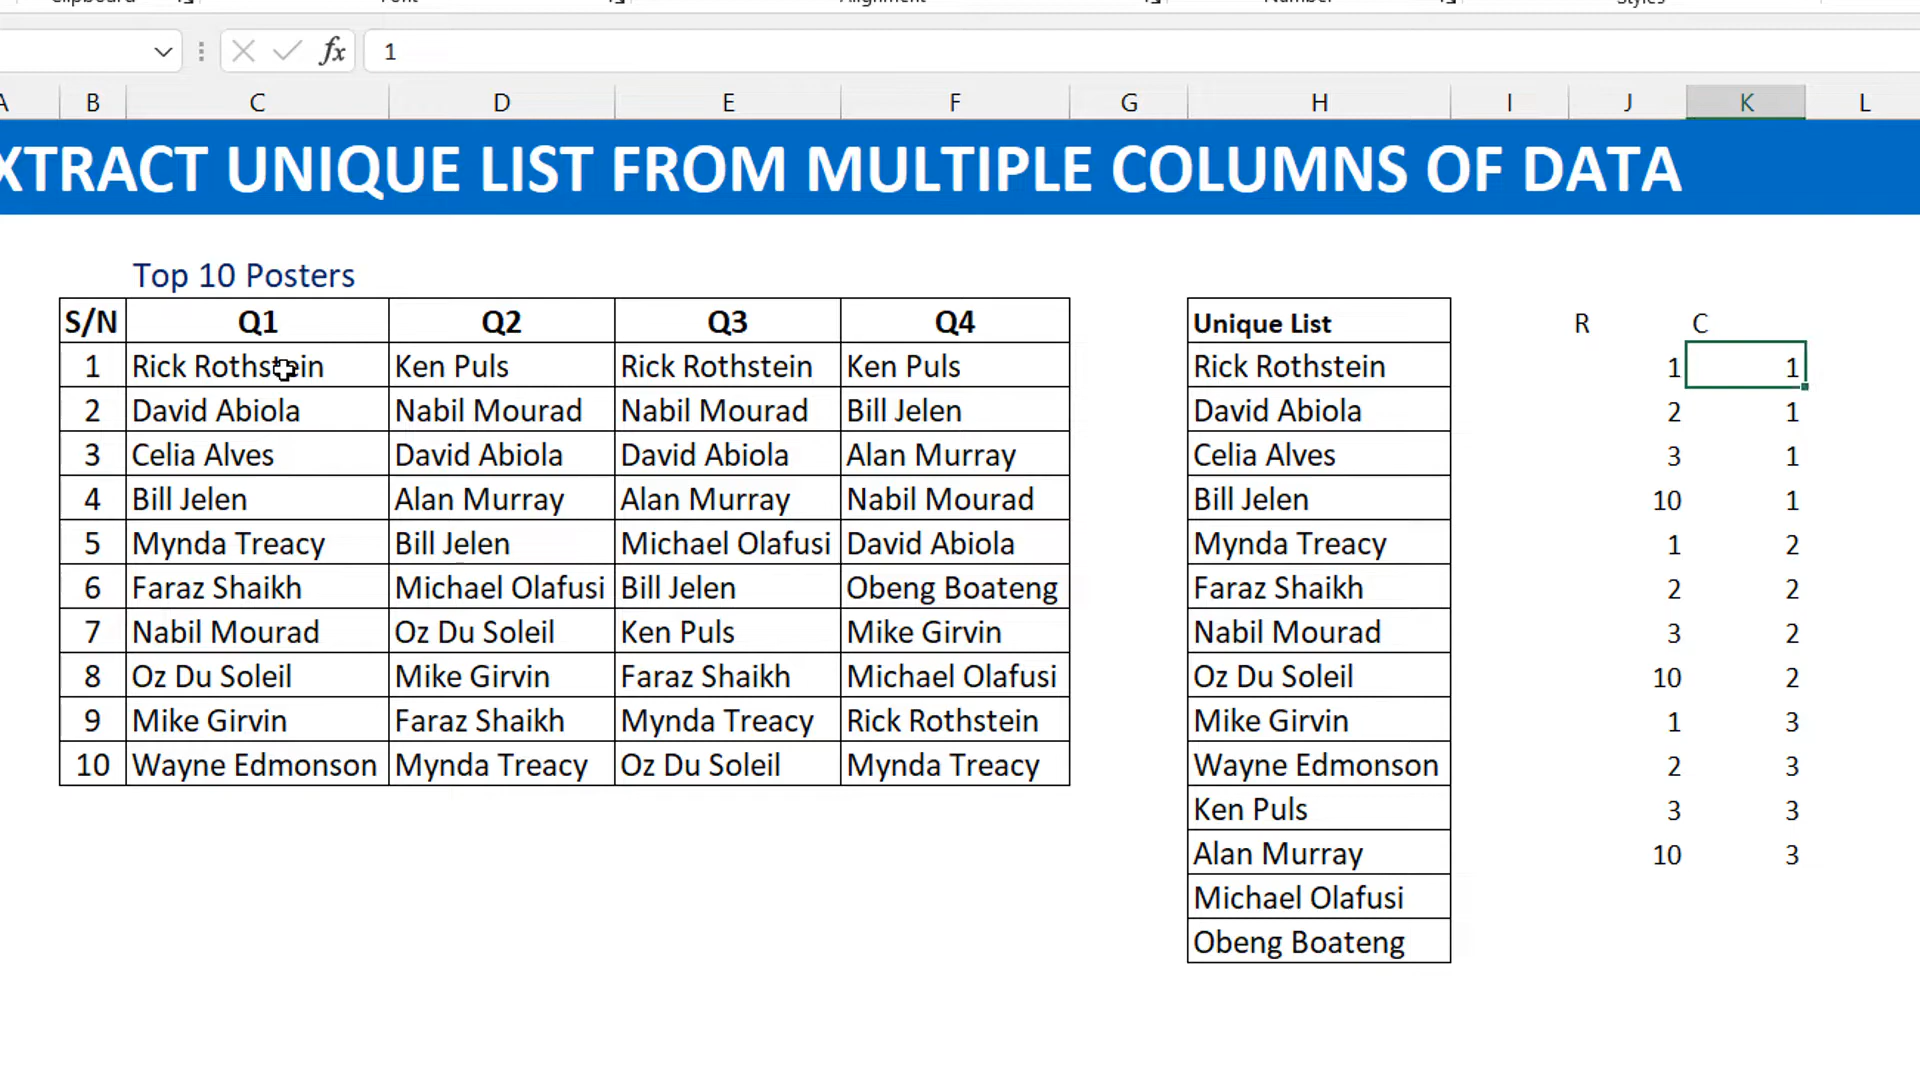 Clipboard Font Alignment Number Styles
fx 1
A B C D E F G H I J K L
XTRACT UNIQUE LIST FROM MULTIPLE COLUMNS OF DATA
Top 10 Posters
S/N Q1 Q2 Q3 Q4 Unique List R C
1 Rick Rothstein Ken Puls Rick Rothstein Ken Puls Rick Rothstein 1 1
2 David Abiola Nabil Mourad Nabil Mourad Bill Jelen David Abiola 2 1
3 Celia Alves David Abiola David Abiola Alan Murray Celia Alves 3 1
4 Bill Jelen Alan Murray Alan Murray Nabil Mourad Bill Jelen 10 1
5 Mynda Treacy Bill Jelen Michael Olafusi David Abiola Mynda Treacy 1 2
6 Faraz Shaikh Michael Olafusi Bill Jelen Obeng Boateng Faraz Shaikh 2 2
7 Nabil Mourad Oz Du Soleil Ken Puls Mike Girvin Nabil Mourad 3 2
8 Oz Du Soleil Mike Girvin Faraz Shaikh Michael Olafusi Oz Du Soleil 10 2
9 Mike Girvin Faraz Shaikh Mynda Treacy Rick Rothstein Mike Girvin 1 3
10 Wayne Edmonson Mynda Treacy Oz Du Soleil Mynda Treacy Wayne Edmonson 2 3
Ken Puls 3 3
Alan Murray 10 3
Michael Olafusi
Obeng Boateng